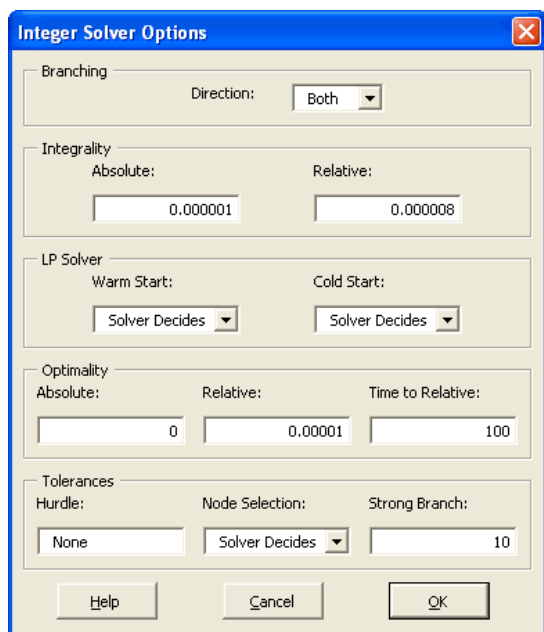 Integer Solver Options
Branching
Direction: Both
Integrality
Absolute: Relative:
0.000001 0.000008
LP Solver
Warm Start: Cold Start:
Solver Decides Solver Decides
Optimality
Absolute: Relative: Time to Relative:
0 0.00001 100
Tolerances
Hurdle: Node Selection: Strong Branch:
None Solver Decides 10
Help Cancel OK